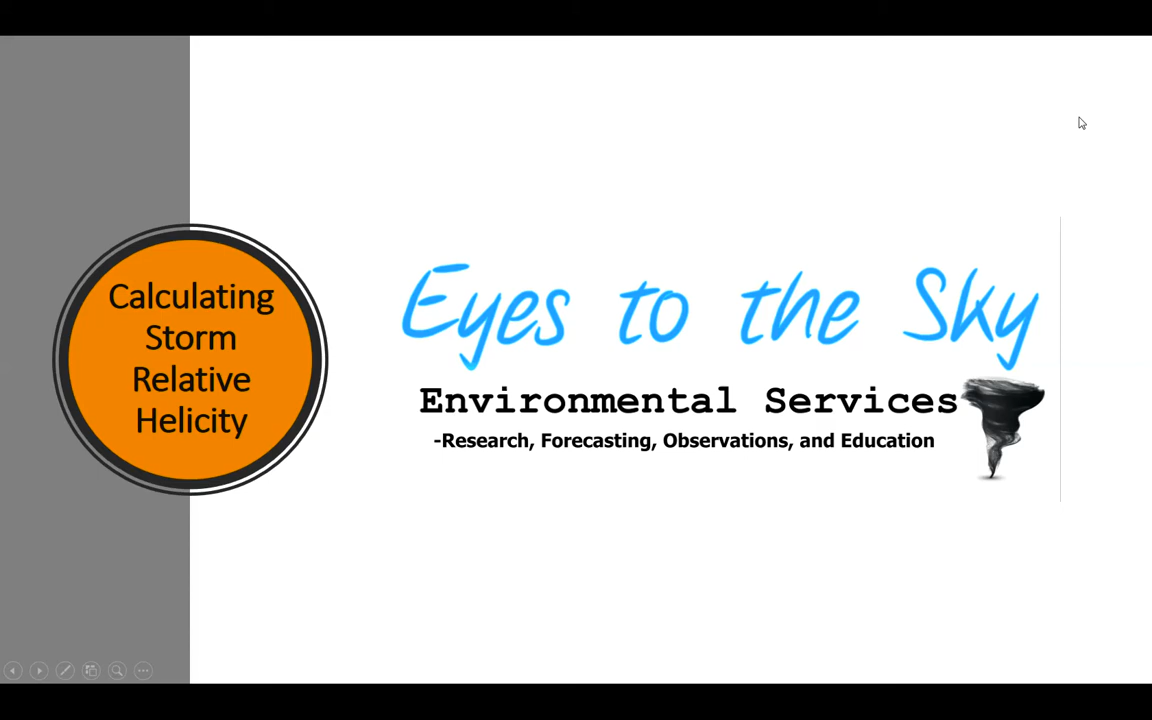 Calculating
Storm
Relative
Helicity
Eyes to the Sky
Environmental Services
-Research, Forecasting, Observations, and Education